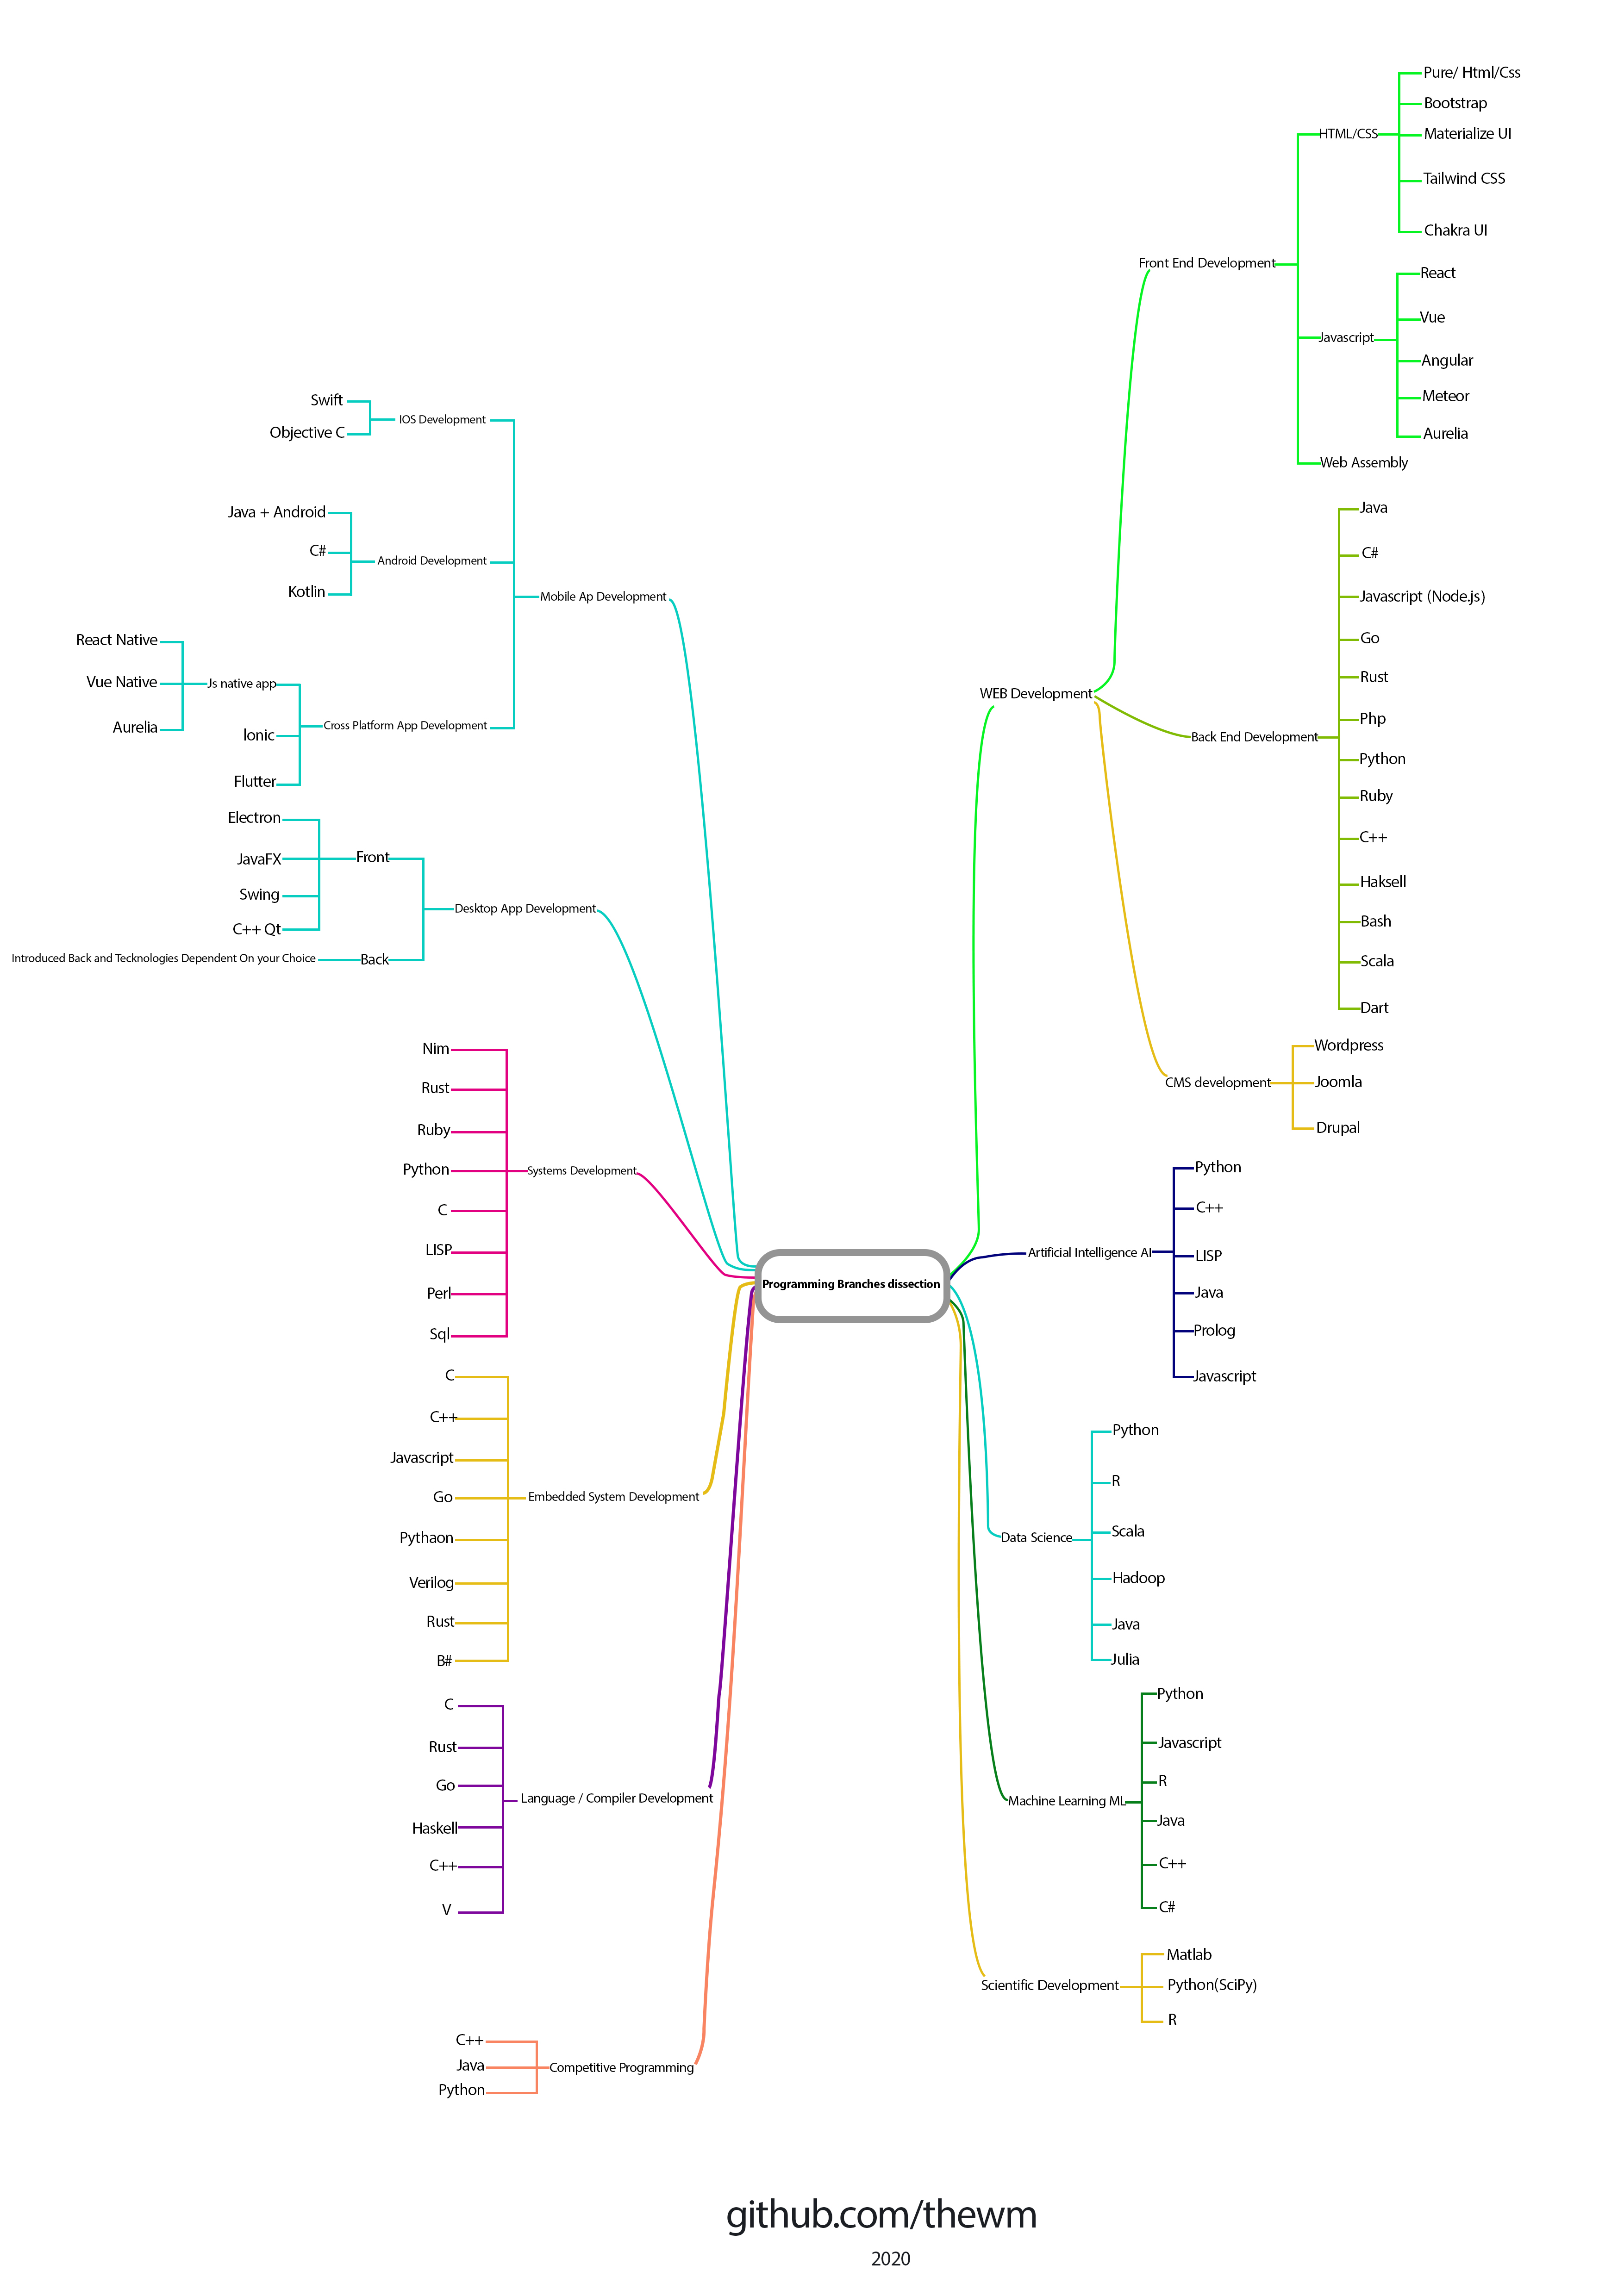 Programming Branches dissection
WEB Development
Front End Development
HTML/CSS
Pure/ Html/Css
Bootstrap
Materialize UI
Tailwind CSS
Chakra UI
Javascript
React
Vue
Angular
Meteor
Aurelia
Web Assembly
Back End Development
Java
C#
Javascript (Node.js)
Go
Rust
Php
Python
Ruby
C++
Haksell
Bash
Scala
Dart
CMS development
Wordpress
Joomla
Drupal
Artificial Intelligence AI
Python
C++
LISP
Java
Prolog
Javascript
Data Science
Python
R
Scala
Hadoop
Java
Julia
Machine Learning ML
Python
Javascript
R
Java
C++
C#
Scientific Development
Matlab
Python(SciPy)
R
Mobile Ap Development
IOS Development
Swift
Objective C
Android Development
Java + Android
C#
Kotlin
Cross Platform App Development
Js native app
React Native
Vue Native
Aurelia
Ionic
Flutter
Desktop App Development
Front
Electron
JavaFX
Swing
C++ Qt
Back
Introduced Back and Tecknologies Dependent On your Choice
Systems Development
Nim
Rust
Ruby
Python
C
LISP
Perl
Sql
Embedded System Development
C
C++
Javascript
Go
Pythaon
Verilog
Rust
B#
Language / Compiler Development
C
Rust
Go
Haskell
C++
V
Competitive Programming
C++
Java
Python
github.com/thewm
2020